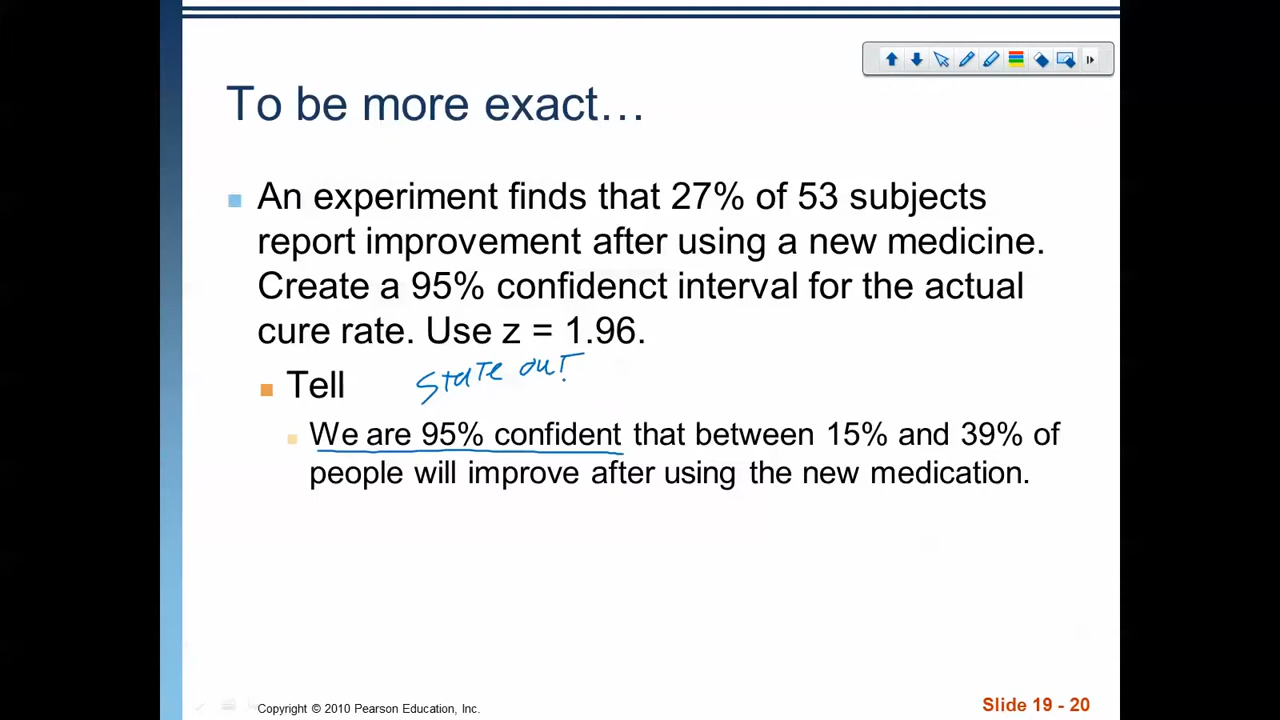 To be more exact…
An experiment finds that 27% of 53 subjects
report improvement after using a new medicine.
Create a 95% confidenct interval for the actual
cure rate. Use z = 1.96.
Tell
state out
We are 95% confident that between 15% and 39% of
people will improve after using the new medication.
Copyright © 2010 Pearson Education, Inc.
Slide 19 - 20